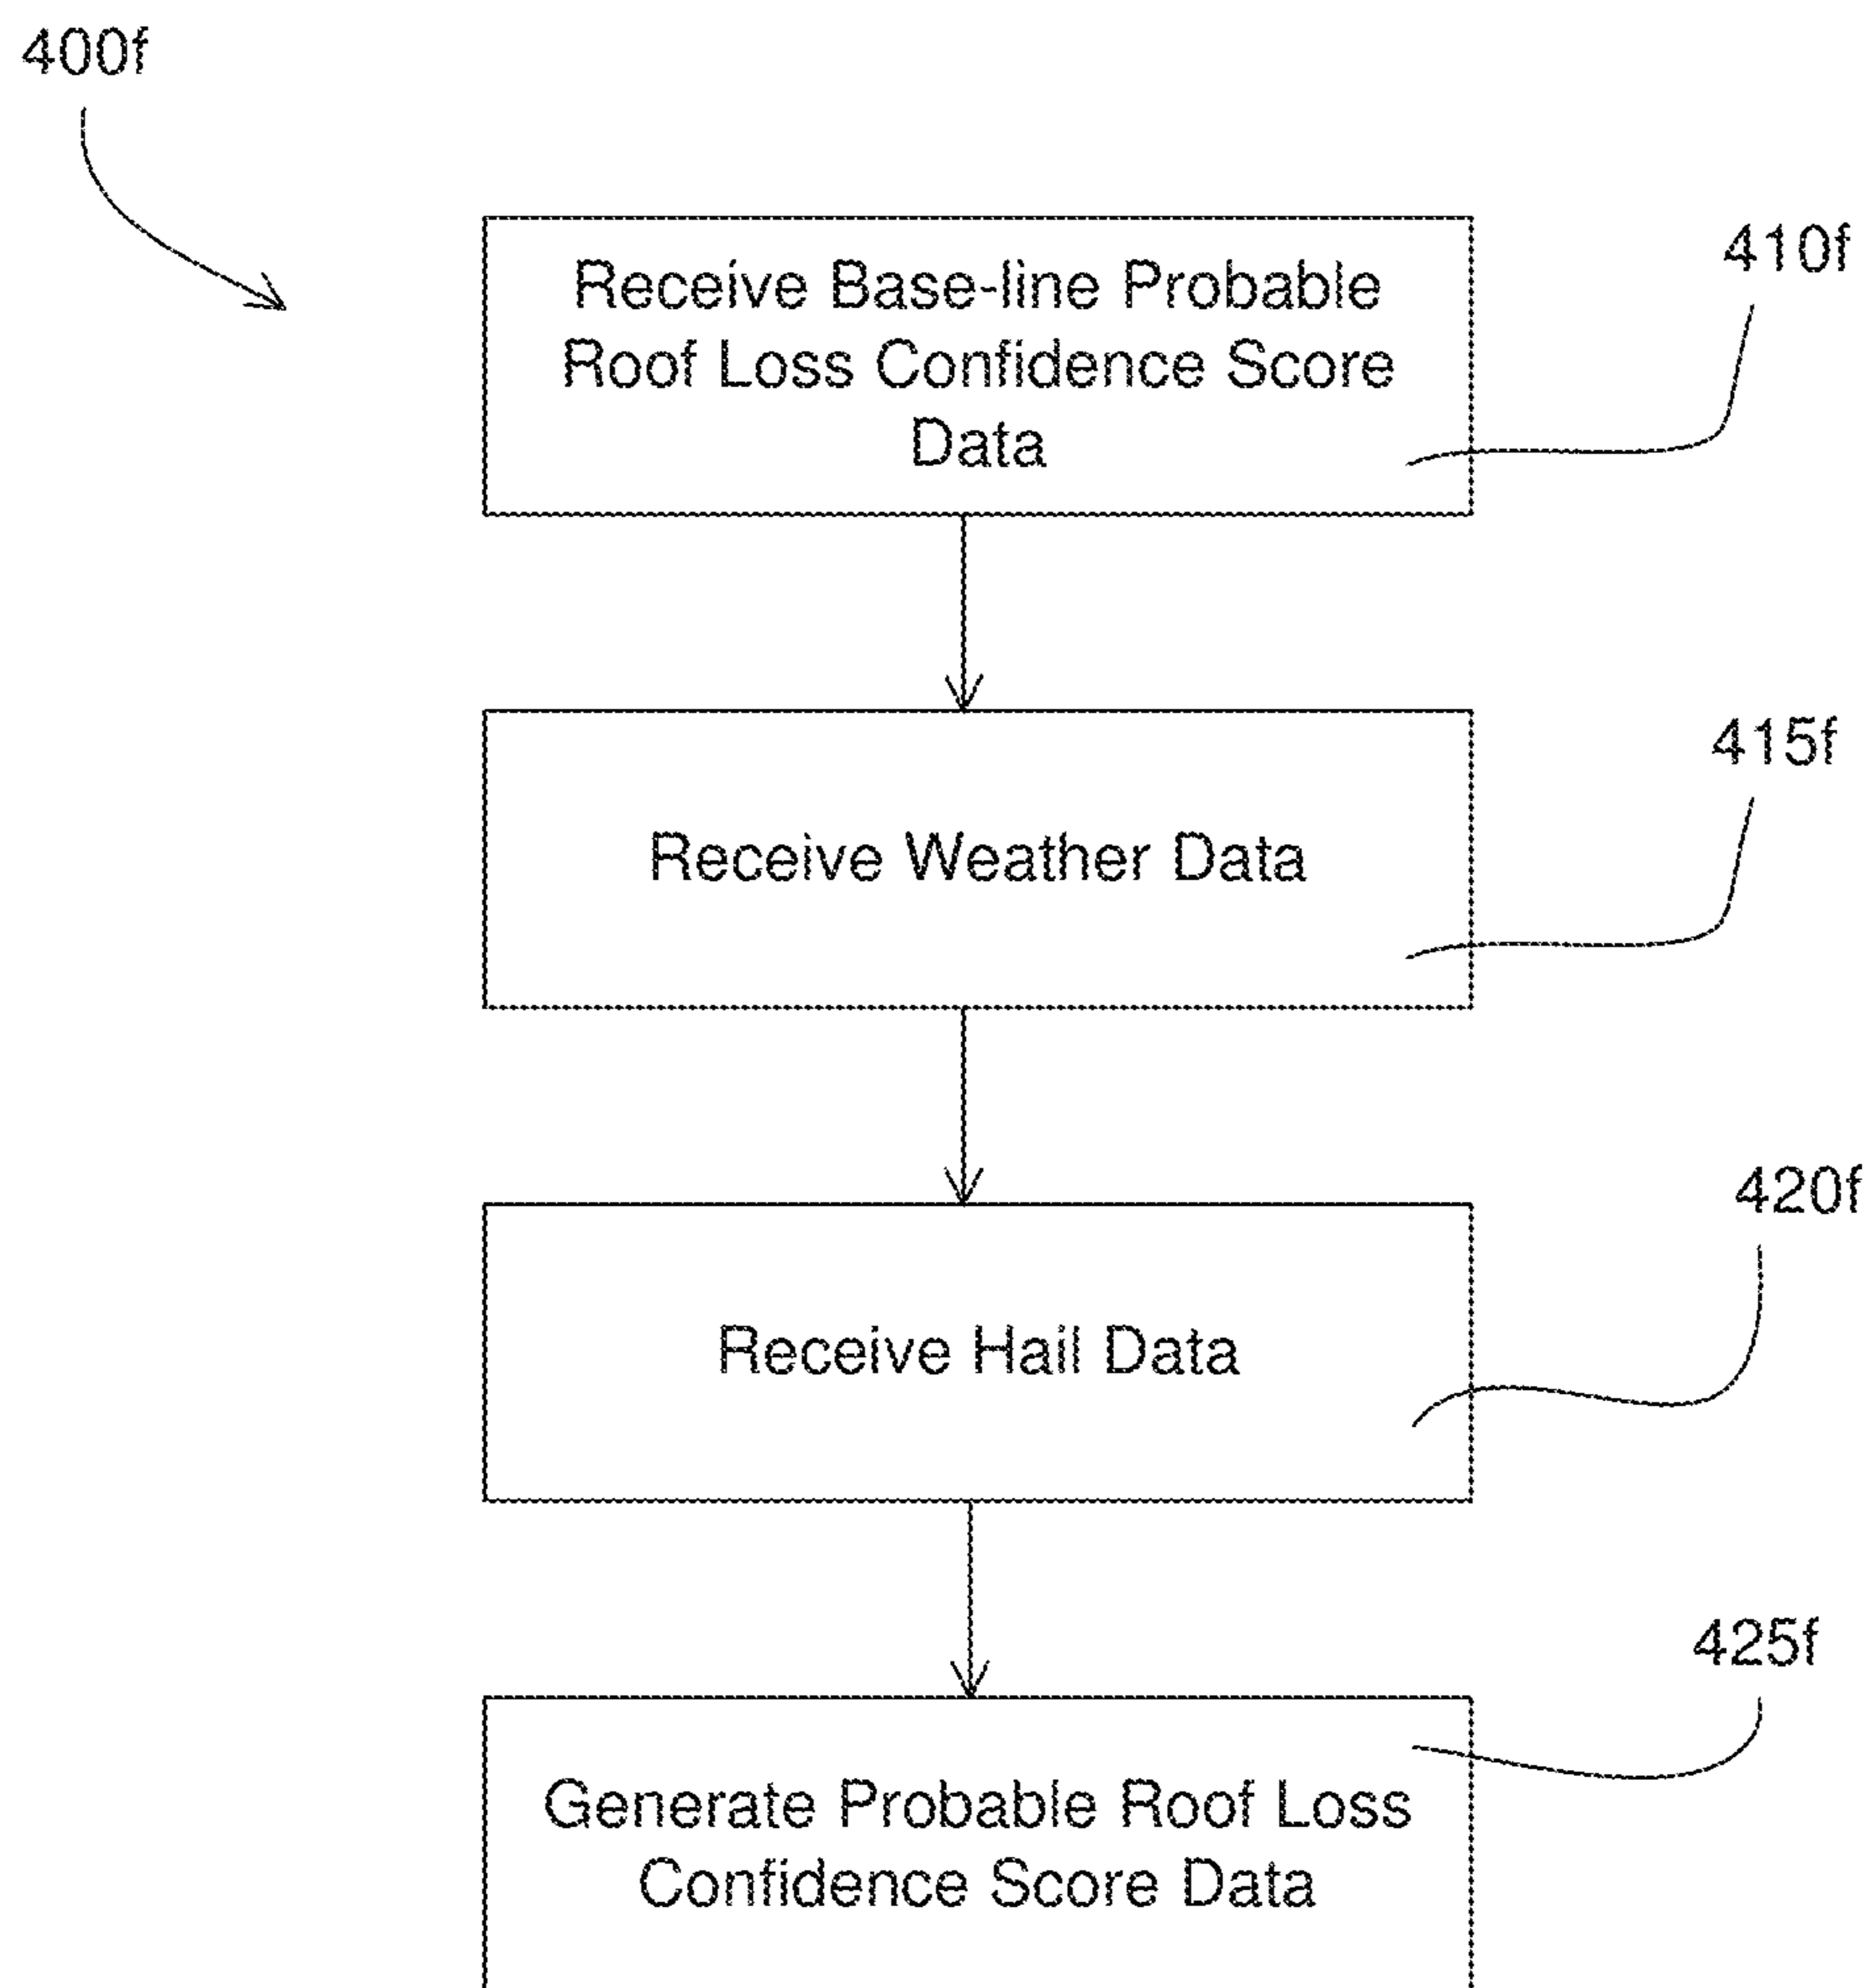 400f
410f
Receive Base-line Probable
Roof Loss Confidence Score
Data
415f
Receive Weather Data
420f
Receive Hail Data
425f
Generate Probable Roof Loss
Confidence Score Data